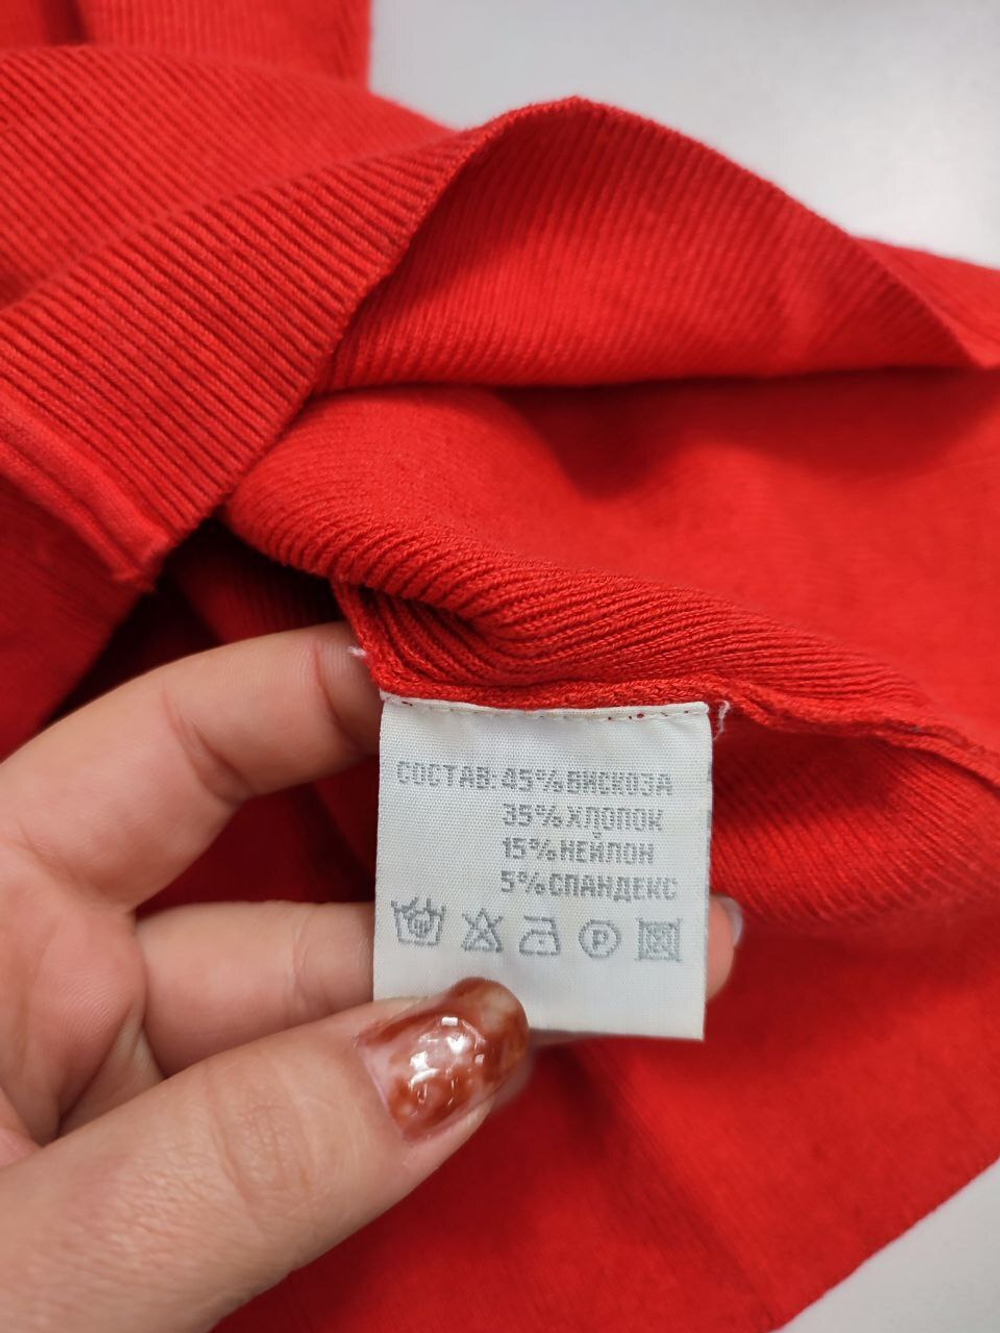 СОСТАВ: 45% ВИСКОЗА
35% ХЛОПОК
15% НЕЙЛОН
5% СПАНДЕКС
P